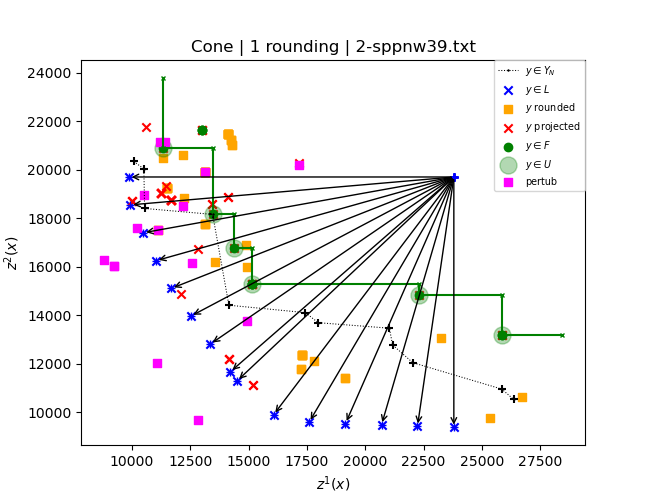 Cone | 1 rounding | 2-sppnw39.txt
24000
22000
20000
18000
16000
14000
12000
10000
z²(x)
10000 12500 15000 17500 20000 22500 25000 27500
z¹(x)
y ∈ Y_N
y ∈ L
y rounded
y projected
y ∈ F
y ∈ U
pertub